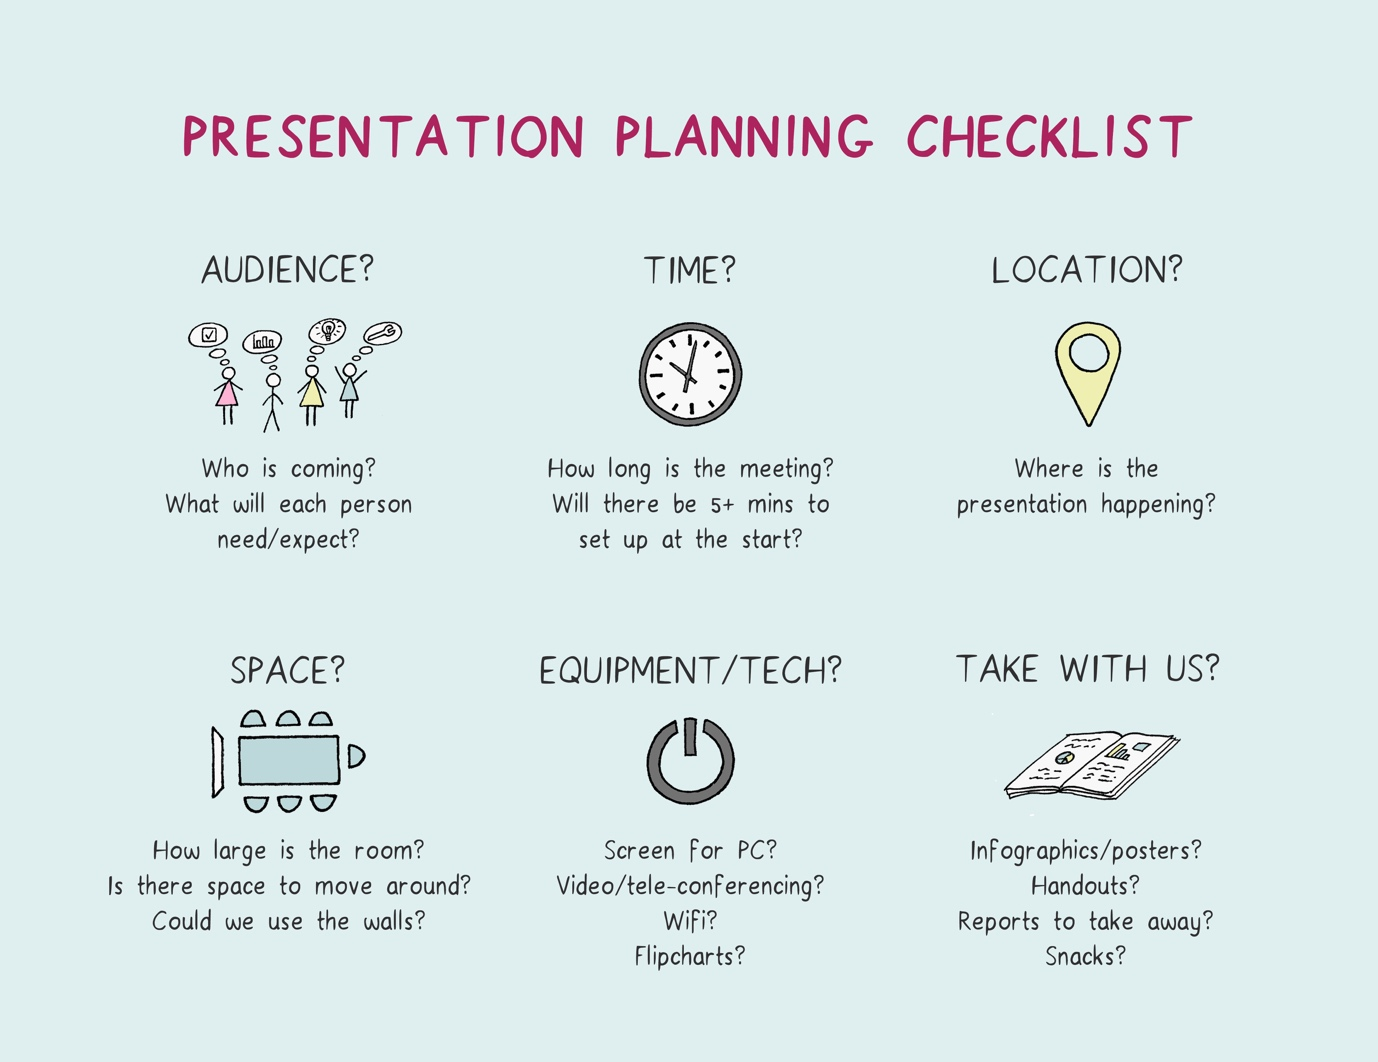 PRESENTATION PLANNING CHECKLIST
AUDIENCE?
Who is coming?
What will each person
need/expect?
TIME?
How long is the meeting?
Will there be 5+ mins to
set up at the start?
LOCATION?
Where is the
presentation happening?
SPACE?
How large is the room?
Is there space to move around?
Could we use the walls?
EQUIPMENT/TECH?
Screen for PC?
Video/tele-conferencing?
Wifi?
Flipcharts?
TAKE WITH US?
Infographics/posters?
Handouts?
Reports to take away?
Snacks?